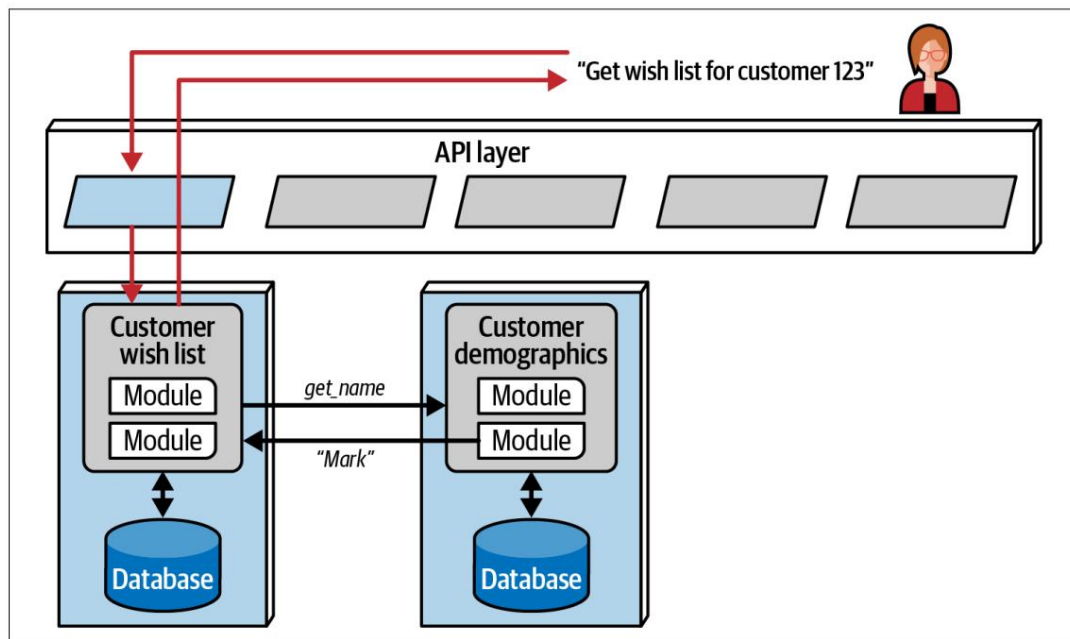 “Get wish list for customer 123”
API layer
Customer
wish list
Module
Module
Database
get_name
“Mark”
Customer
demographics
Module
Module
Database